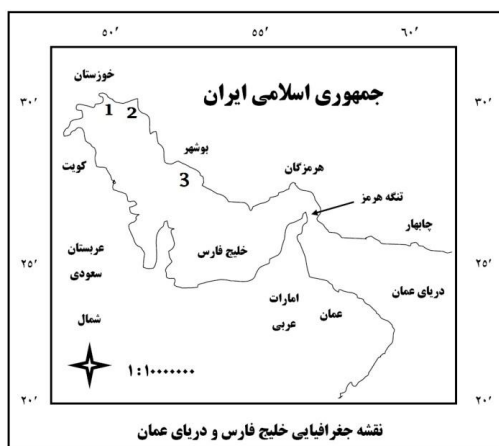 ۵۰′ ۵۵′ ۶۰′
خوزستان
جمهوری اسلامی ایران
۳۰′ ۳۰′
1 2
بوشهر
3
کویت
هرمزگان
تنگه هرمز
چابهار
خلیج فارس
عربستان
سعودی
۲۵′ ۲۵′
دریای عمان
امارات
عربی
عمان
شمال
۱:۱۰۰۰۰۰۰۰
۲۰′ ۲۰′
نقشه جغرافیایی خلیج فارس و دریای عمان